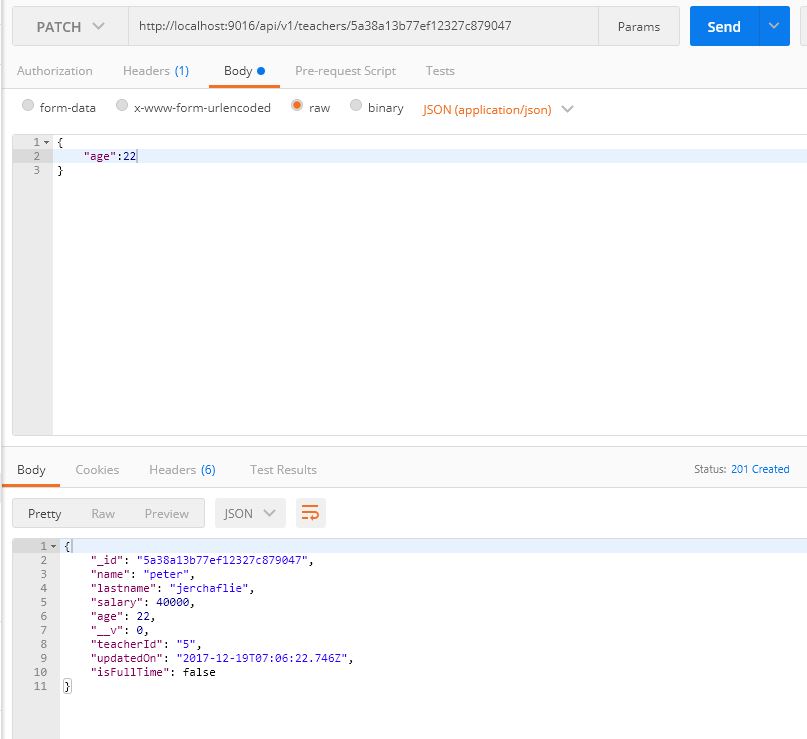 PATCH http://localhost:9016/api/v1/teachers/5a38a13b77ef12327c879047 Params Send
Authorization Headers (1) Body Pre-request Script Tests
form-data x-www-form-urlencoded raw binary JSON (application/json)
1 {
2 "age":22
3 }
Body Cookies Headers (6) Test Results Status: 201 Created
Pretty Raw Preview JSON
1 {
2 "_id": "5a38a13b77ef12327c879047",
3 "name": "peter",
4 "lastname": "jerchaflie",
5 "salary": 40000,
6 "age": 22,
7 "__v": 0,
8 "teacherId": "5",
9 "updatedOn": "2017-12-19T07:06:22.746Z",
10 "isFullTime": false
11 }